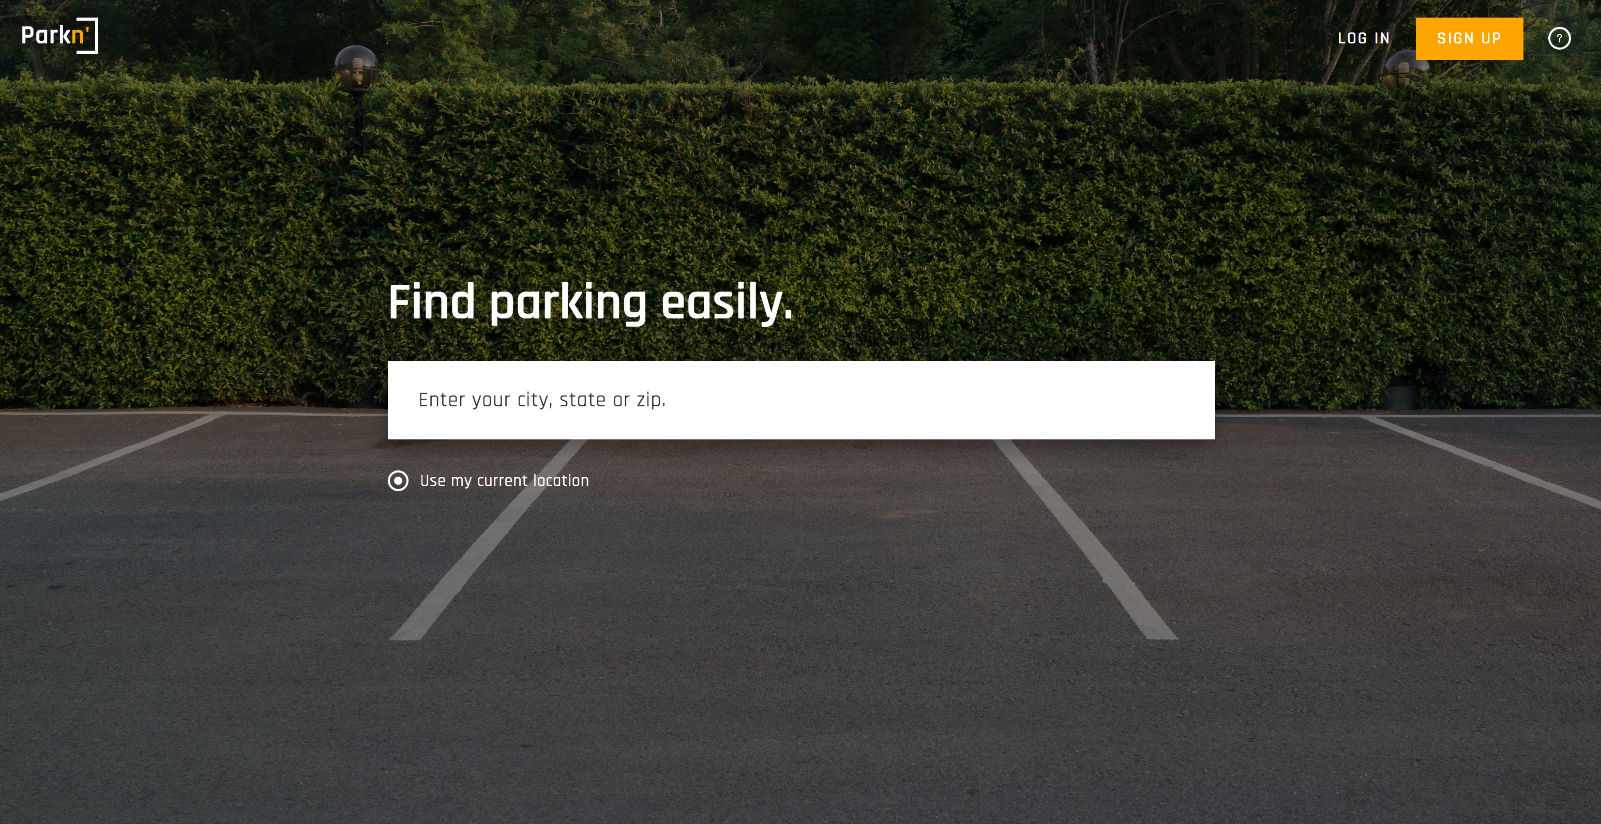 Parkn'
LOG IN
SIGN UP
?
Find parking easily.
Enter your city, state or zip.
Use my current location